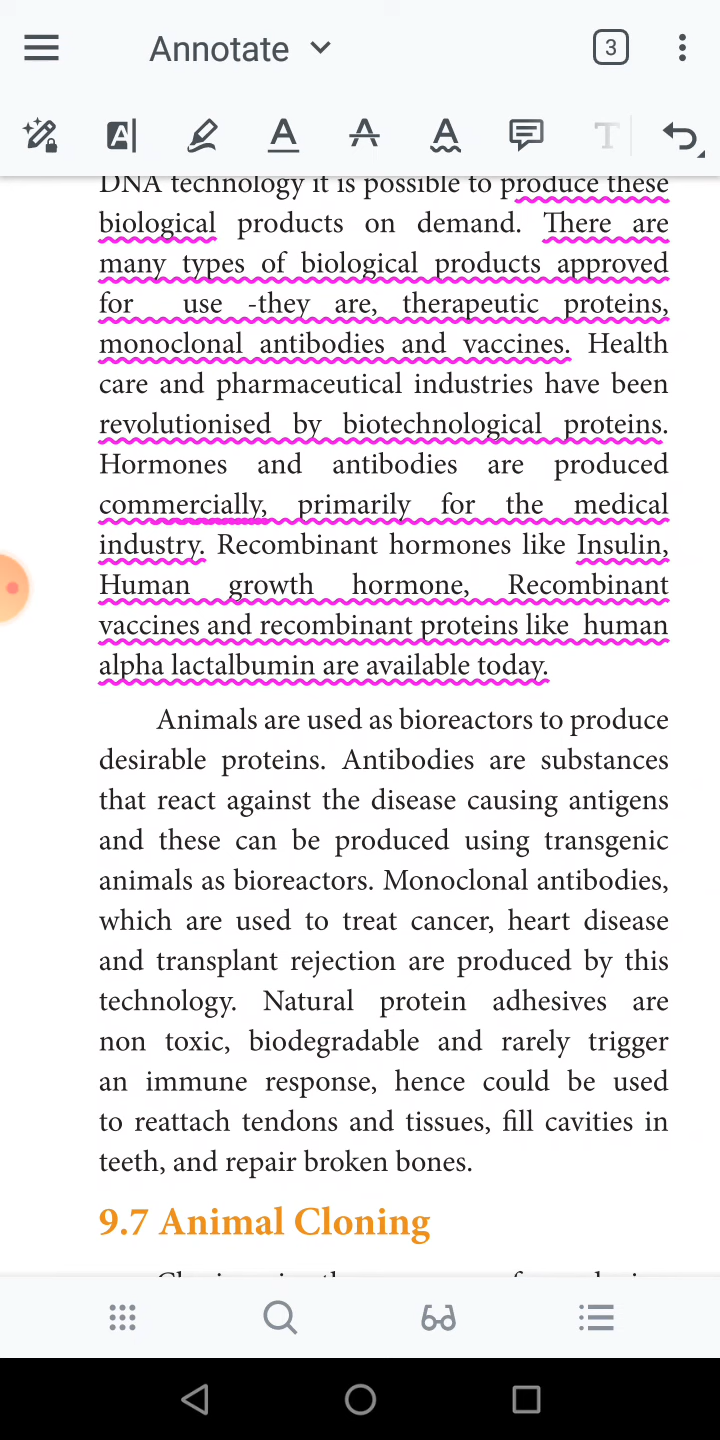 Annotate
3
DNA technology it is possible to produce these
biological products on demand. There are
many types of biological products approved
for use -they are, therapeutic proteins,
monoclonal antibodies and vaccines. Health
care and pharmaceutical industries have been
revolutionised by biotechnological proteins.
Hormones and antibodies are produced
commercially, primarily for the medical
industry. Recombinant hormones like Insulin,
Human growth hormone, Recombinant
vaccines and recombinant proteins like human
alpha lactalbumin are available today.
Animals are used as bioreactors to produce
desirable proteins. Antibodies are substances
that react against the disease causing antigens
and these can be produced using transgenic
animals as bioreactors. Monoclonal antibodies,
which are used to treat cancer, heart disease
and transplant rejection are produced by this
technology. Natural protein adhesives are
non toxic, biodegradable and rarely trigger
an immune response, hence could be used
to reattach tendons and tissues, fill cavities in
teeth, and repair broken bones.
9.7 Animal Cloning